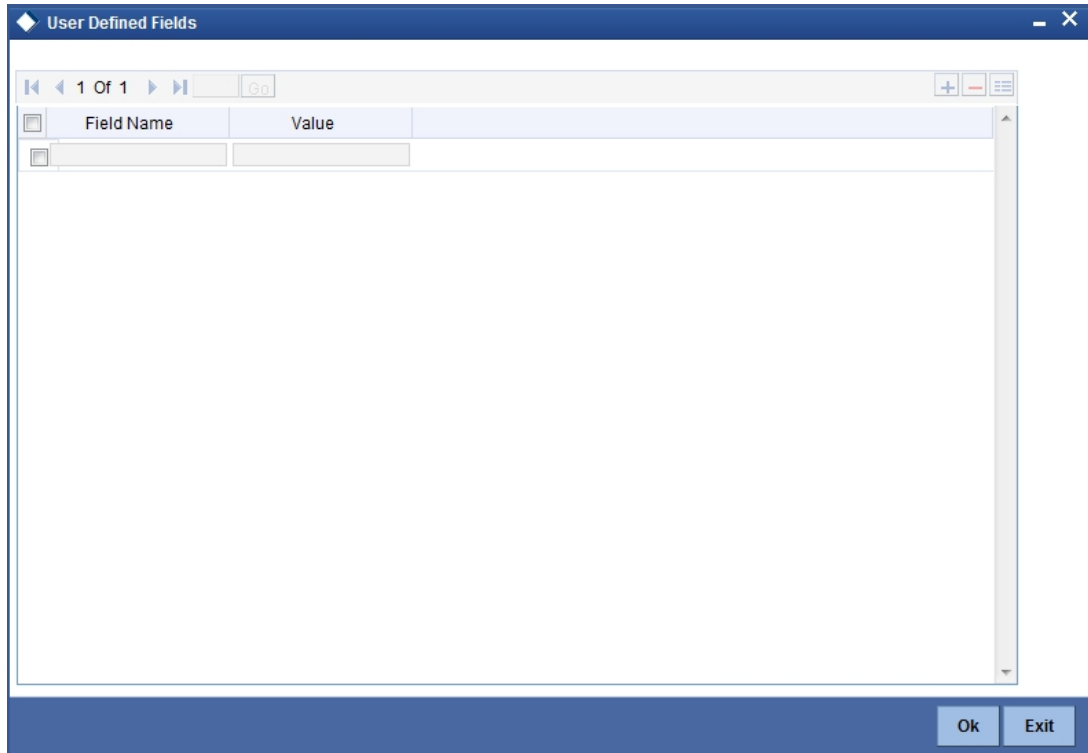 User Defined Fields
1 Of 1 Go
Field Name Value
Ok Exit